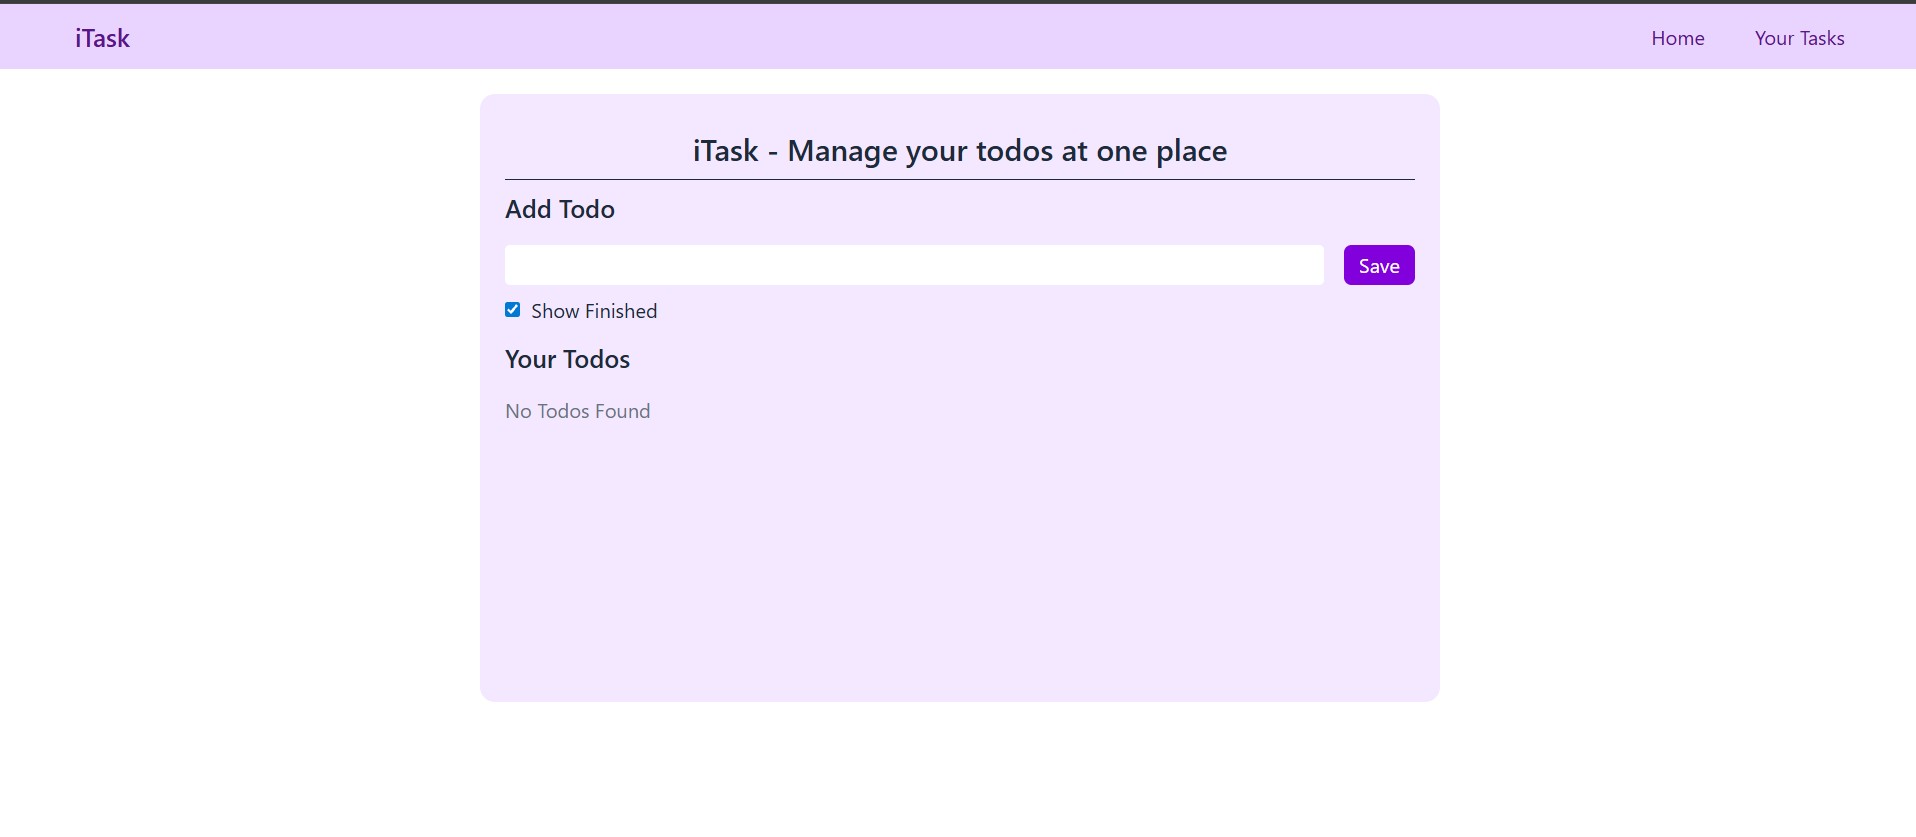 iTask Home Your Tasks
iTask - Manage your todos at one place
Add Todo
Save
Show Finished
Your Todos
No Todos Found